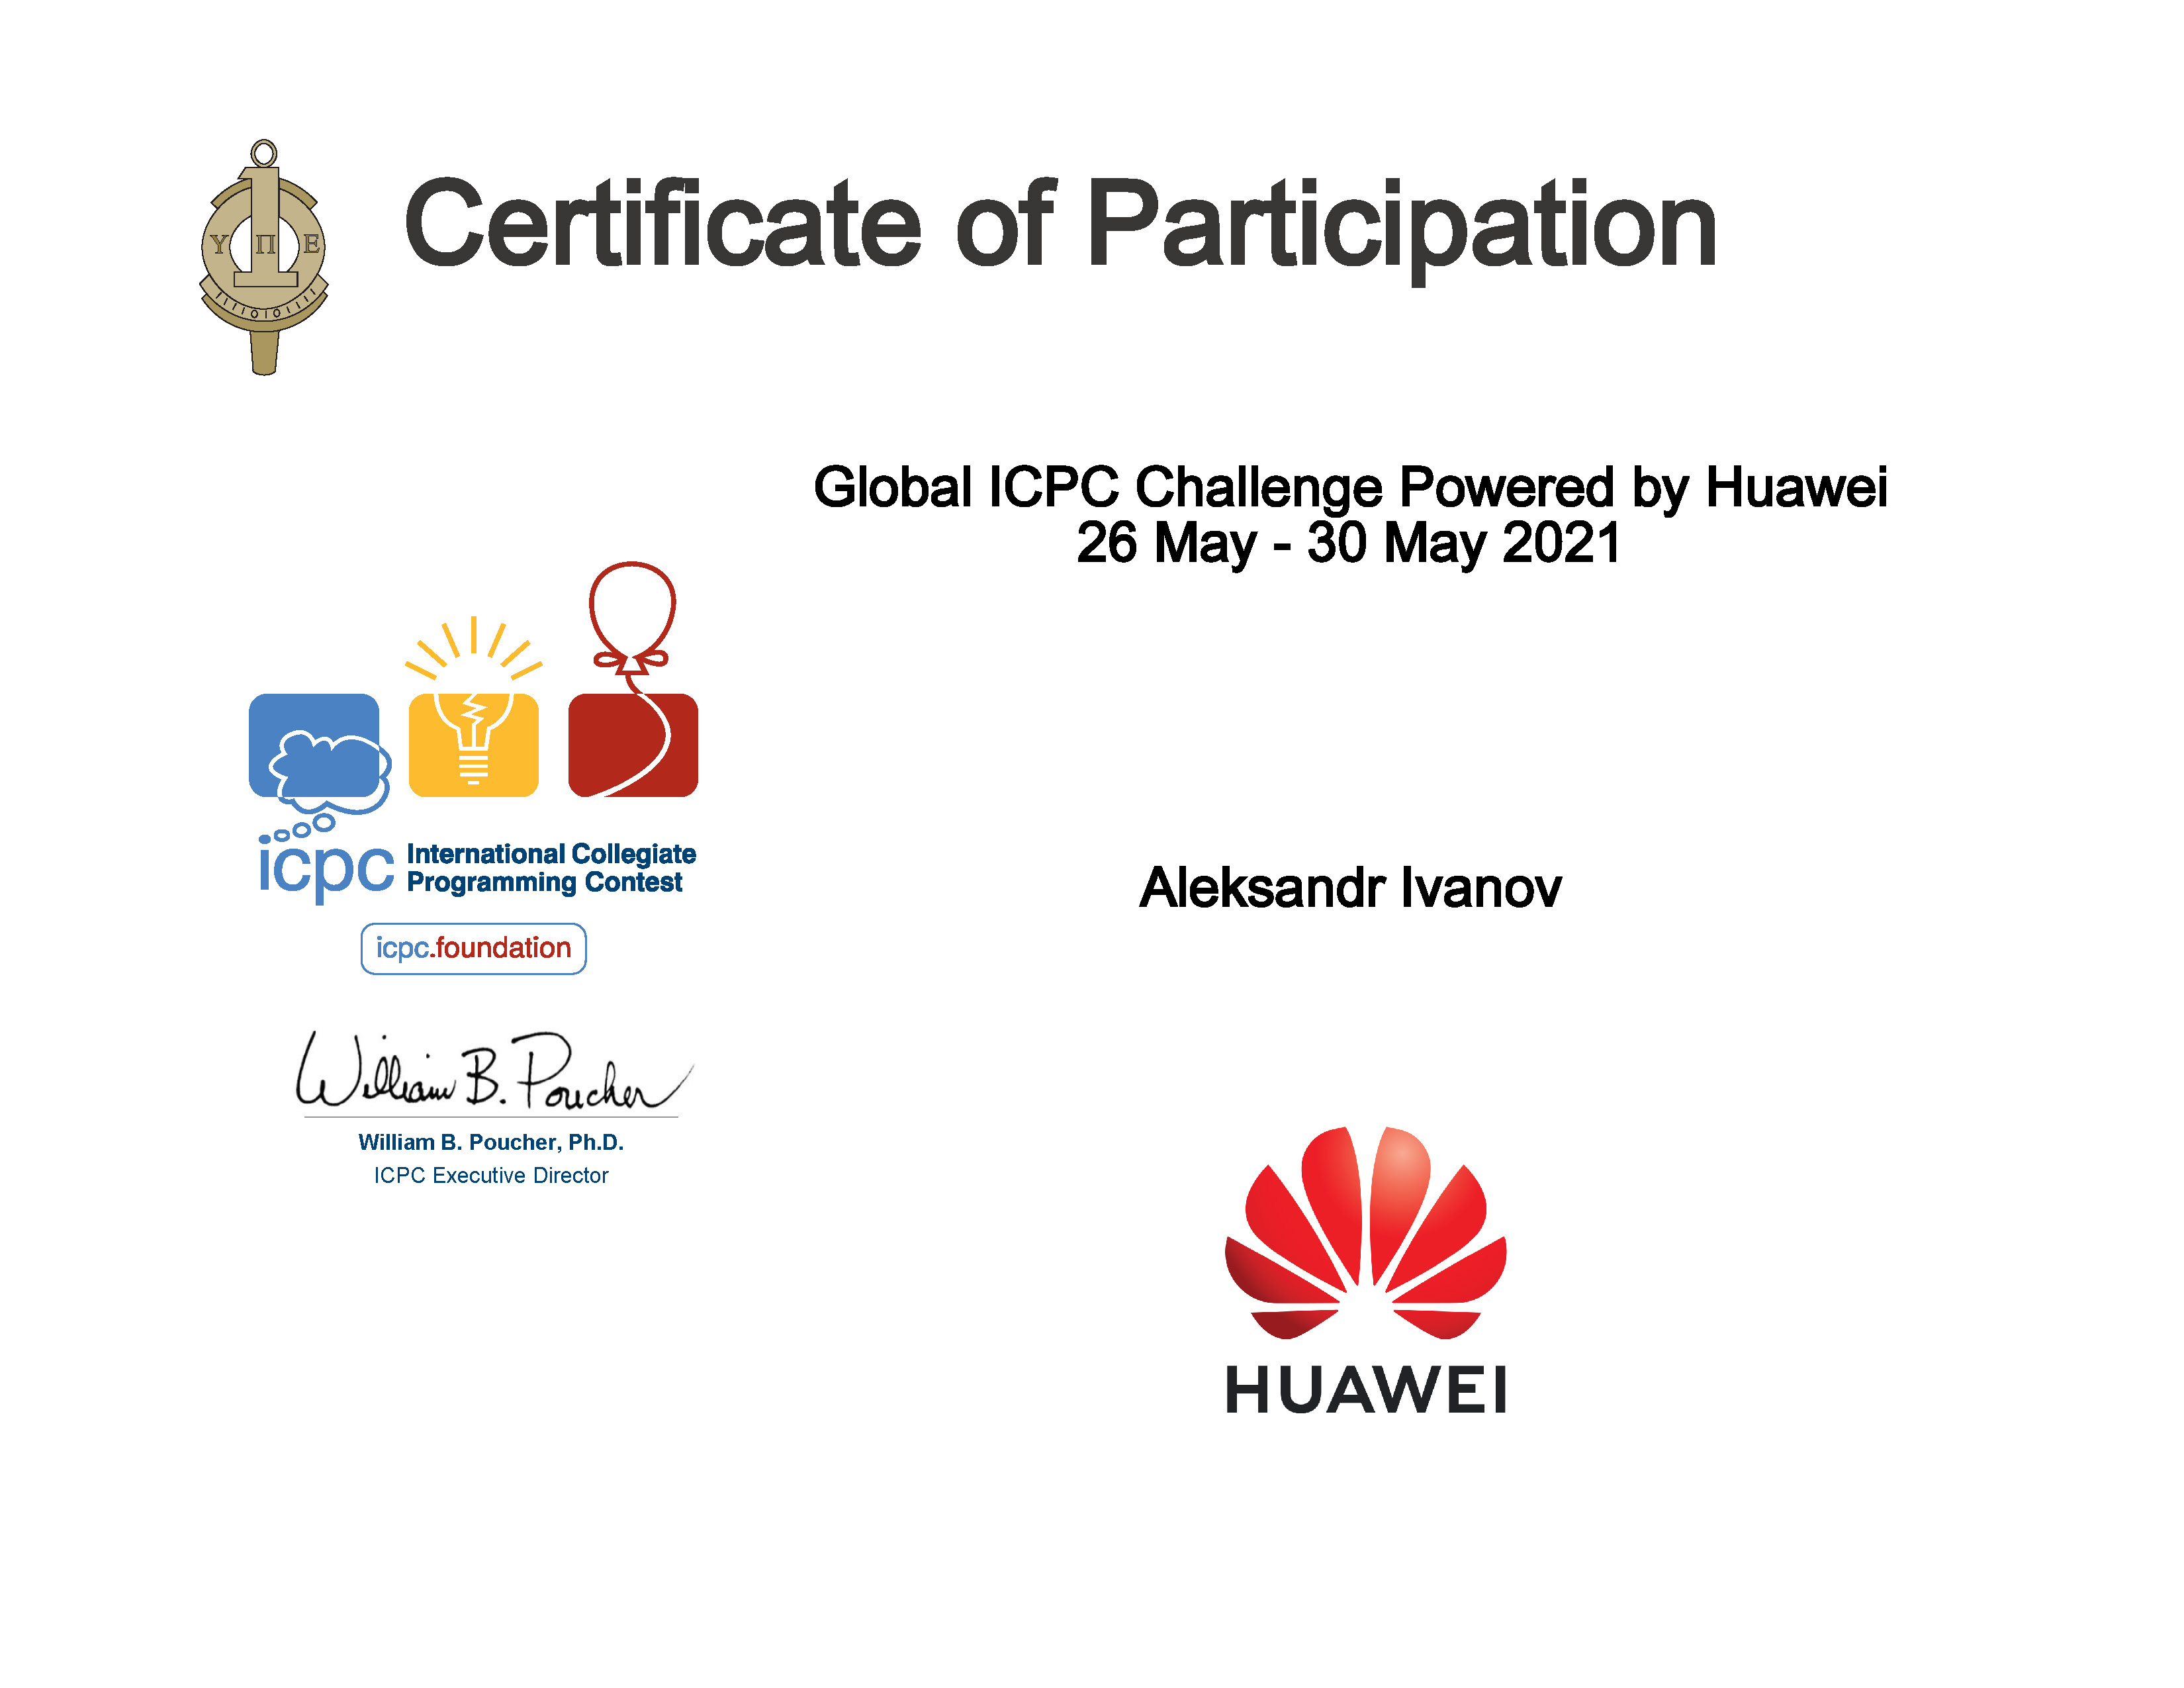 Certificate of Participation
Υ Π Ε
Global ICPC Challenge Powered by Huawei
26 May - 30 May 2021
icpc International Collegiate
Programming Contest
icpc.foundation
Aleksandr Ivanov
William B. Poucher
William B. Poucher, Ph.D.
ICPC Executive Director
HUAWEI